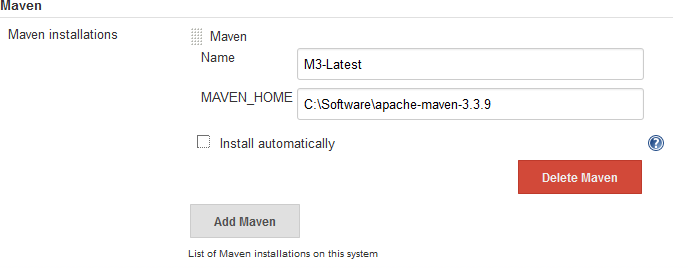 Maven
Maven installations
Maven
Name
M3-Latest
MAVEN_HOME
C:\Software\apache-maven-3.3.9
Install automatically
?
Delete Maven
Add Maven
List of Maven installations on this system